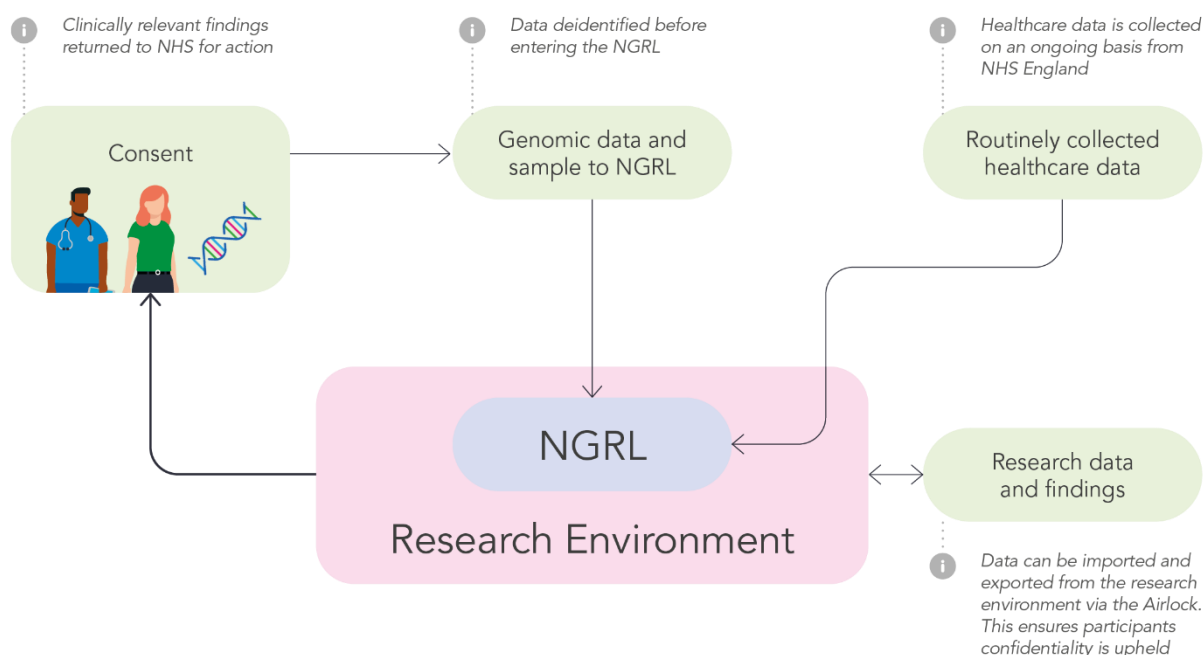 Clinically relevant findings
returned to NHS for action
Data deidentified before
entering the NGRL
Healthcare data is collected
on an ongoing basis from
NHS England
Consent
Genomic data and
sample to NGRL
Routinely collected
healthcare data
NGRL
Research Environment
Research data
and findings
Data can be imported and
exported from the research
environment via the Airlock.
This ensures participants
confidentiality is upheld